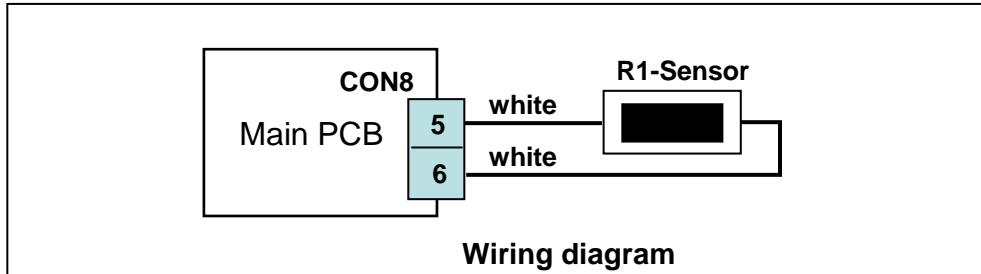 CON8
R1-Sensor
Main PCB
5
white
6
white
Wiring diagram